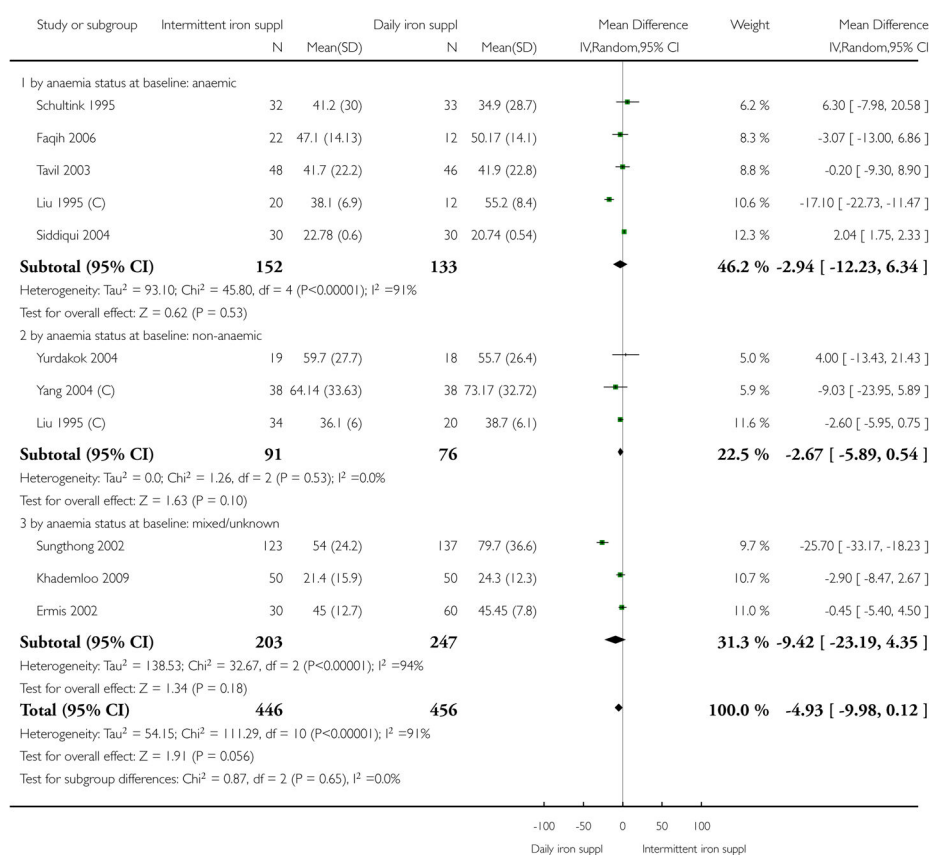 Study or subgroup Intermittent iron suppl Daily iron suppl Mean Difference Weight Mean Difference
N Mean(SD) N Mean(SD) IV,Random,95% CI IV,Random,95% CI
1 by anaemia status at baseline: anaemic
Schultink 1995 32 41.2 (30) 33 34.9 (28.7) 6.2 % 6.30 [ -7.98, 20.58 ]
Faqih 2006 22 47.1 (14.13) 12 50.17 (14.1) 8.3 % -3.07 [ -13.00, 6.86 ]
Tavil 2003 48 41.7 (22.2) 46 41.9 (22.8) 8.8 % -0.20 [ -9.30, 8.90 ]
Liu 1995 (C) 20 38.1 (6.9) 12 55.2 (8.4) 10.6 % -17.10 [ -22.73, -11.47 ]
Siddiqui 2004 30 22.78 (0.6) 30 20.74 (0.54) 12.3 % 2.04 [ 1.75, 2.33 ]
Subtotal (95% CI) 152 133 46.2 % -2.94 [ -12.23, 6.34 ]
Heterogeneity: Tau² = 93.10; Chi² = 45.80, df = 4 (P<0.00001); I² =91%
Test for overall effect: Z = 0.62 (P = 0.53)
2 by anaemia status at baseline: non-anaemic
Yurdakok 2004 19 59.7 (27.7) 18 55.7 (26.4) 5.0 % 4.00 [ -13.43, 21.43 ]
Yang 2004 (C) 38 64.14 (33.63) 38 73.17 (32.72) 5.9 % -9.03 [ -23.95, 5.89 ]
Liu 1995 (C) 34 36.1 (6) 20 38.7 (6.1) 11.6 % -2.60 [ -5.95, 0.75 ]
Subtotal (95% CI) 91 76 22.5 % -2.67 [ -5.89, 0.54 ]
Heterogeneity: Tau² = 0.0; Chi² = 1.26, df = 2 (P = 0.53); I² =0.0%
Test for overall effect: Z = 1.63 (P = 0.10)
3 by anaemia status at baseline: mixed/unknown
Sungthong 2002 123 54 (24.2) 137 79.7 (36.6) 9.7 % -25.70 [ -33.17, -18.23 ]
Khademloo 2009 50 21.4 (15.9) 50 24.3 (12.3) 10.7 % -2.90 [ -8.47, 2.67 ]
Ermis 2002 30 45 (12.7) 60 45.45 (7.8) 11.0 % -0.45 [ -5.40, 4.50 ]
Subtotal (95% CI) 203 247 31.3 % -9.42 [ -23.19, 4.35 ]
Heterogeneity: Tau² = 138.53; Chi² = 32.67, df = 2 (P<0.00001); I² =94%
Test for overall effect: Z = 1.34 (P = 0.18)
Total (95% CI) 446 456 100.0 % -4.93 [ -9.98, 0.12 ]
Heterogeneity: Tau² = 54.15; Chi² = 111.29, df = 10 (P<0.00001); I² =91%
Test for overall effect: Z = 1.91 (P = 0.056)
Test for subgroup differences: Chi² = 0.87, df = 2 (P = 0.65), I² =0.0%
-100 -50 0 50 100
Daily iron suppl Intermittent iron suppl